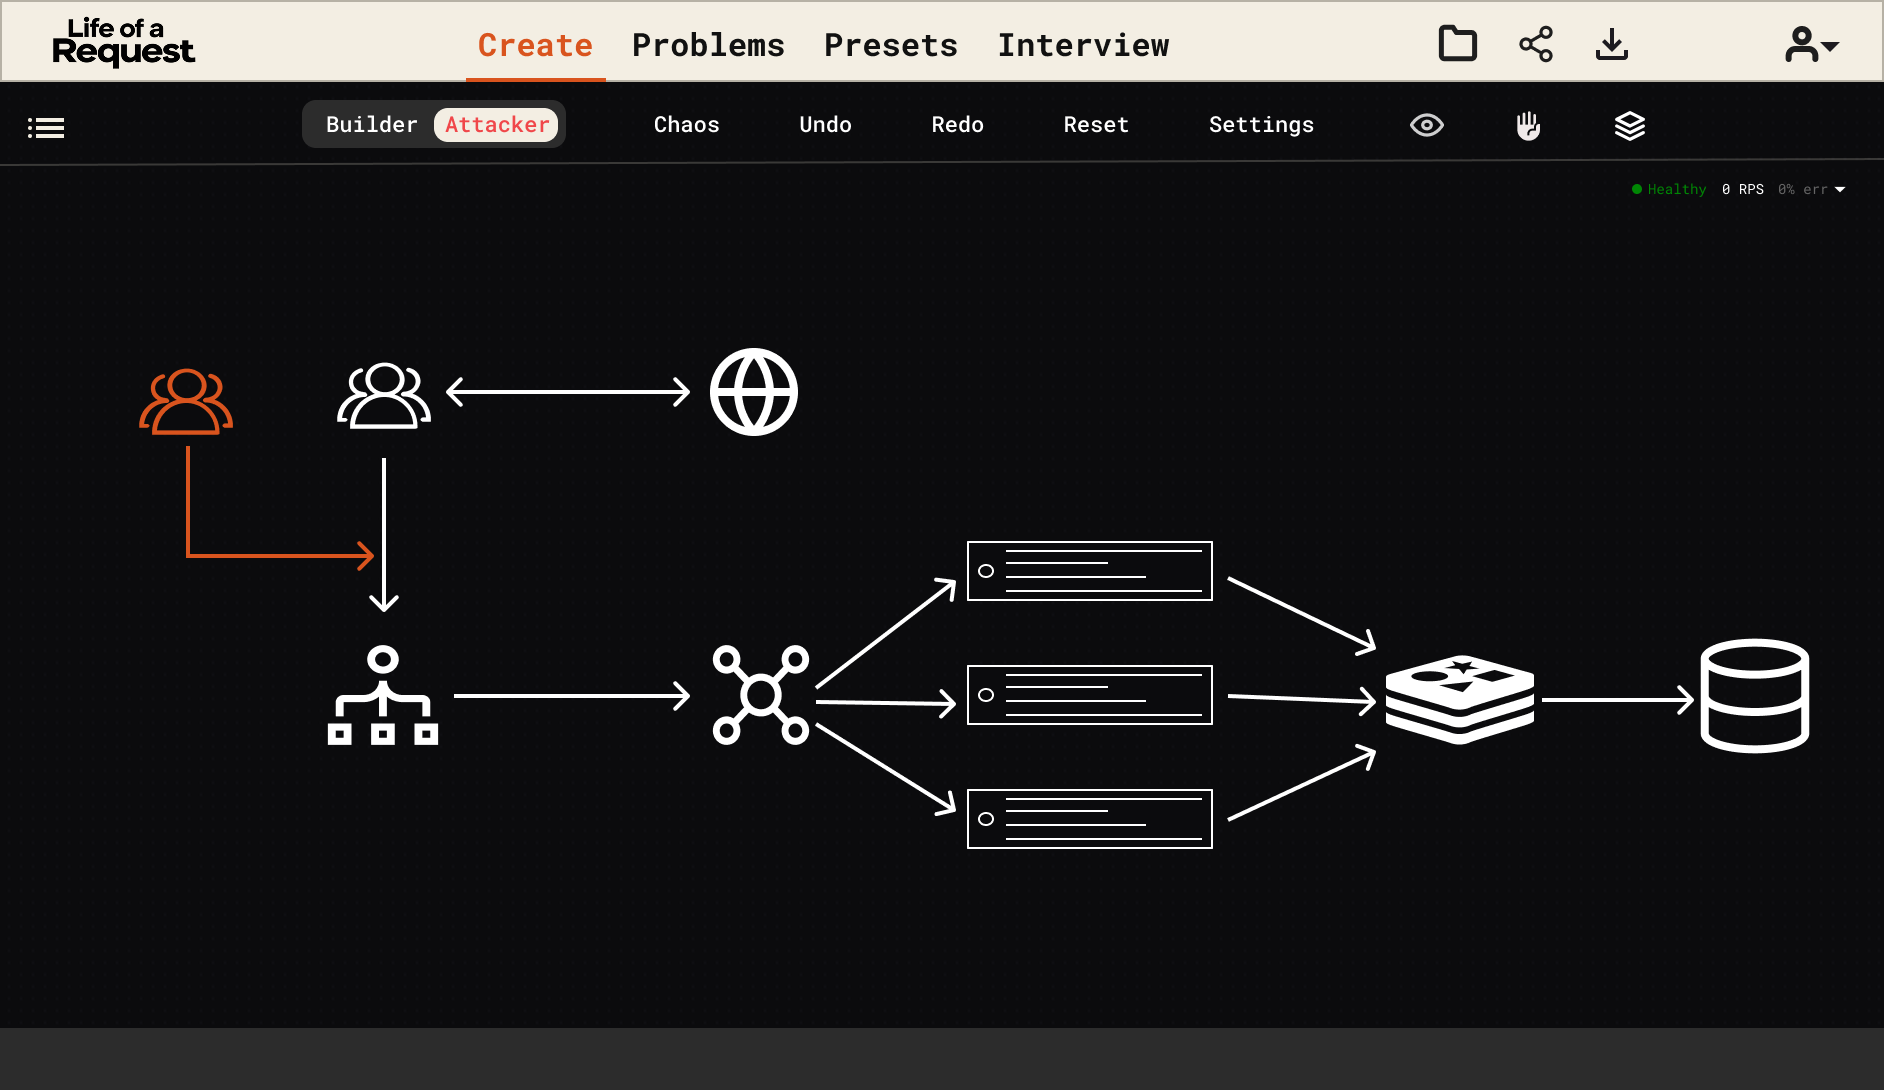 Life of a
Request
Create Problems Presets Interview
Builder Attacker Chaos Undo Redo Reset Settings
Healthy 0 RPS 0% err